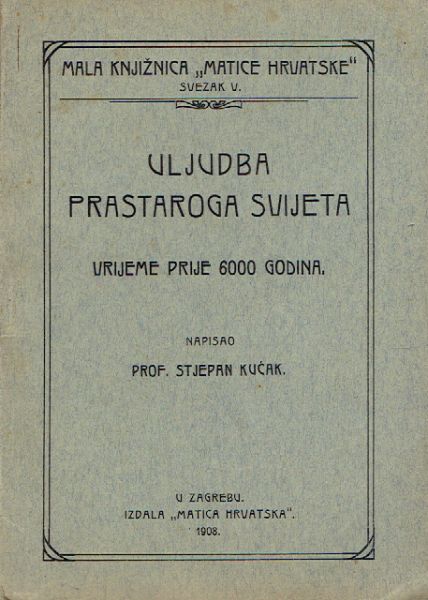 MALA KNJIŽNICA „MATICE HRVATSKE“
SVEZAK V.
ULJUDBA
PRASTAROGA SVIJETA
VRIJEME PRIJE 6000 GODINA.
NAPISAO
PROF. STJEPAN KUĆAK.
U ZAGREBU.
IZDALA „MATICA HRVATSKA“.
1908.